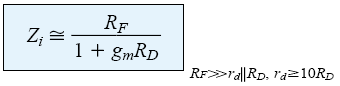 Z_i ≅ R_F / (1 + g_m R_D)
R_F≫r_d∥R_D, r_d≥10R_D